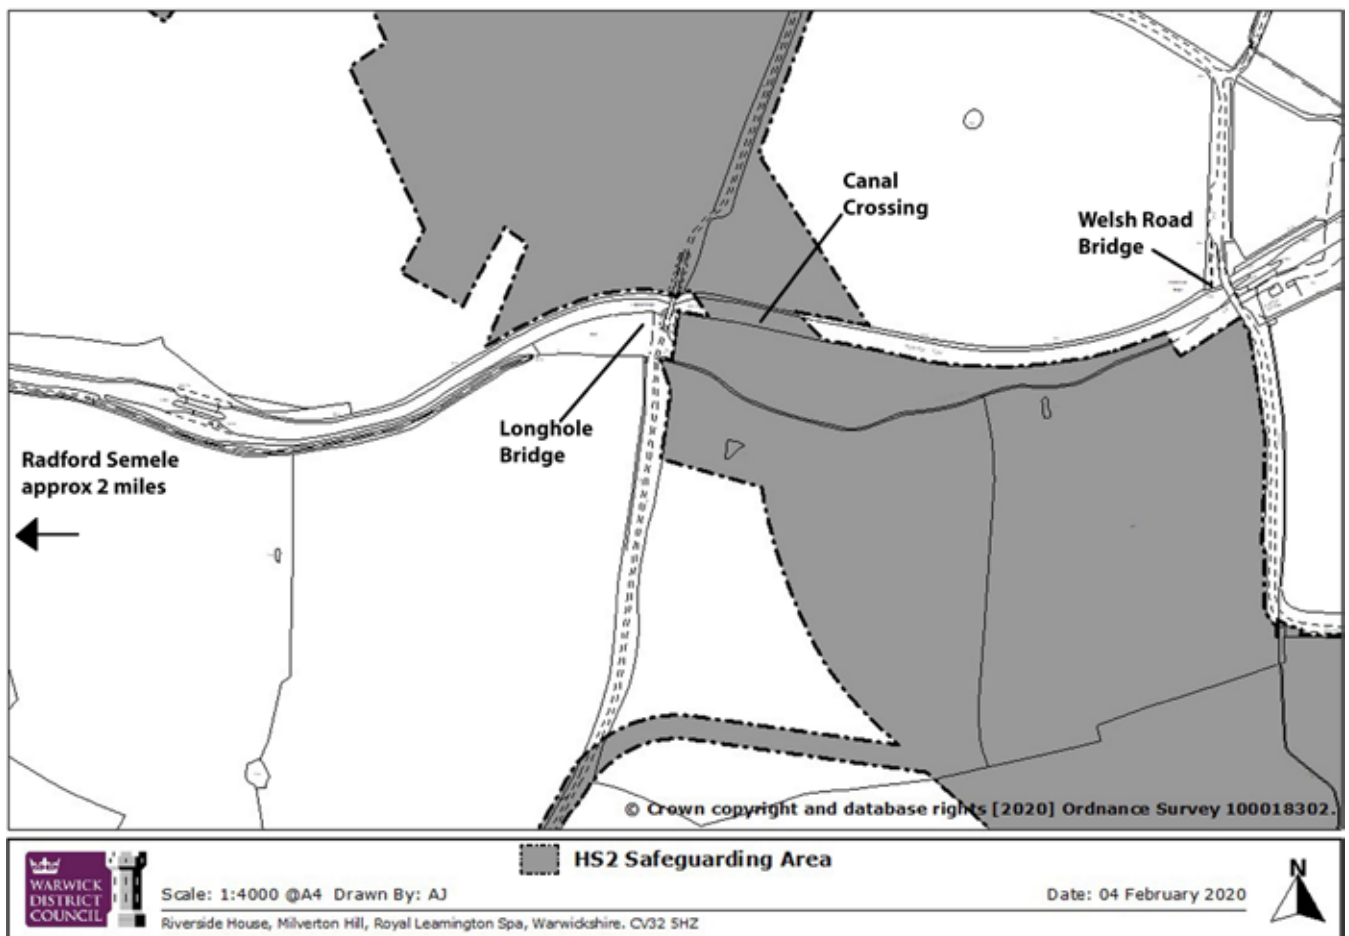 Canal
Crossing
Welsh Road
Bridge
Longhole
Bridge
Radford Semele
approx 2 miles
© Crown copyright and database rights [2020] Ordnance Survey 100018302.
HS2 Safeguarding Area
N
WARWICK
DISTRICT
COUNCIL
Scale: 1:4000 @A4 Drawn By: AJ
Date: 04 February 2020
Riverside House, Milverton Hill, Royal Leamington Spa, Warwickshire. CV32 5HZ